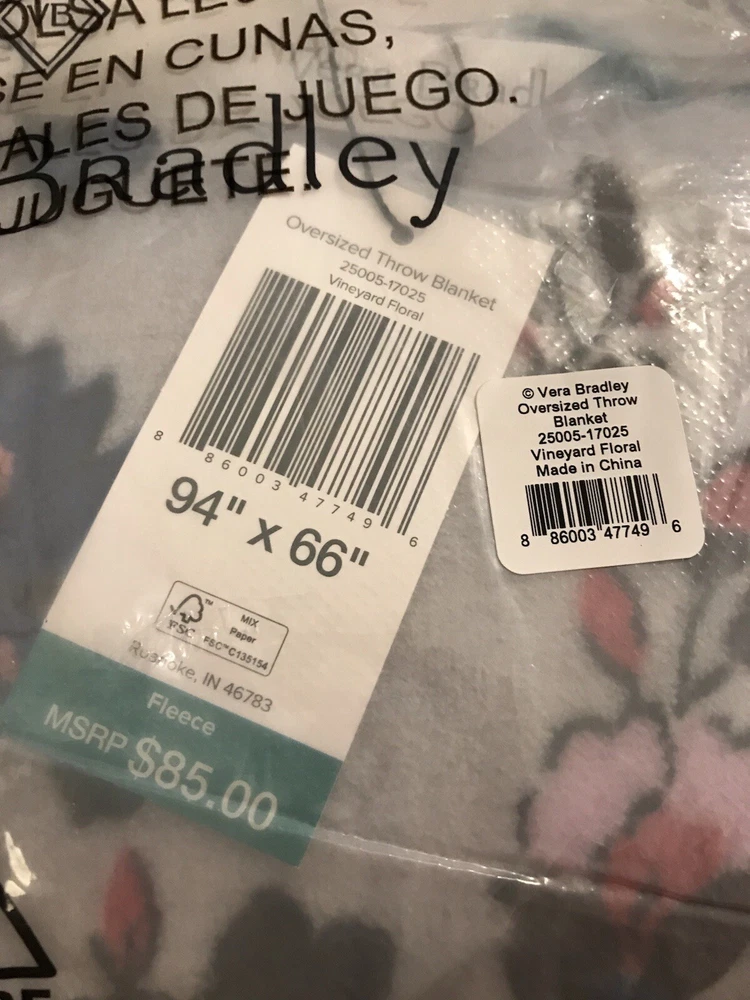 SE EN CUNAS,
ALES DE JUEGO.
JUGUETE.
Bradley
Oversized Throw Blanket
25005-17025
Vineyard Floral
8 86003 47749 6
94" x 66"
FSC™
MIX
Paper
FSC™C135154
Roanoke, IN 46783
Fleece
MSRP $85.00
© Vera Bradley
Oversized Throw
Blanket
25005-17025
Vineyard Floral
Made in China
8 86003 47749 6